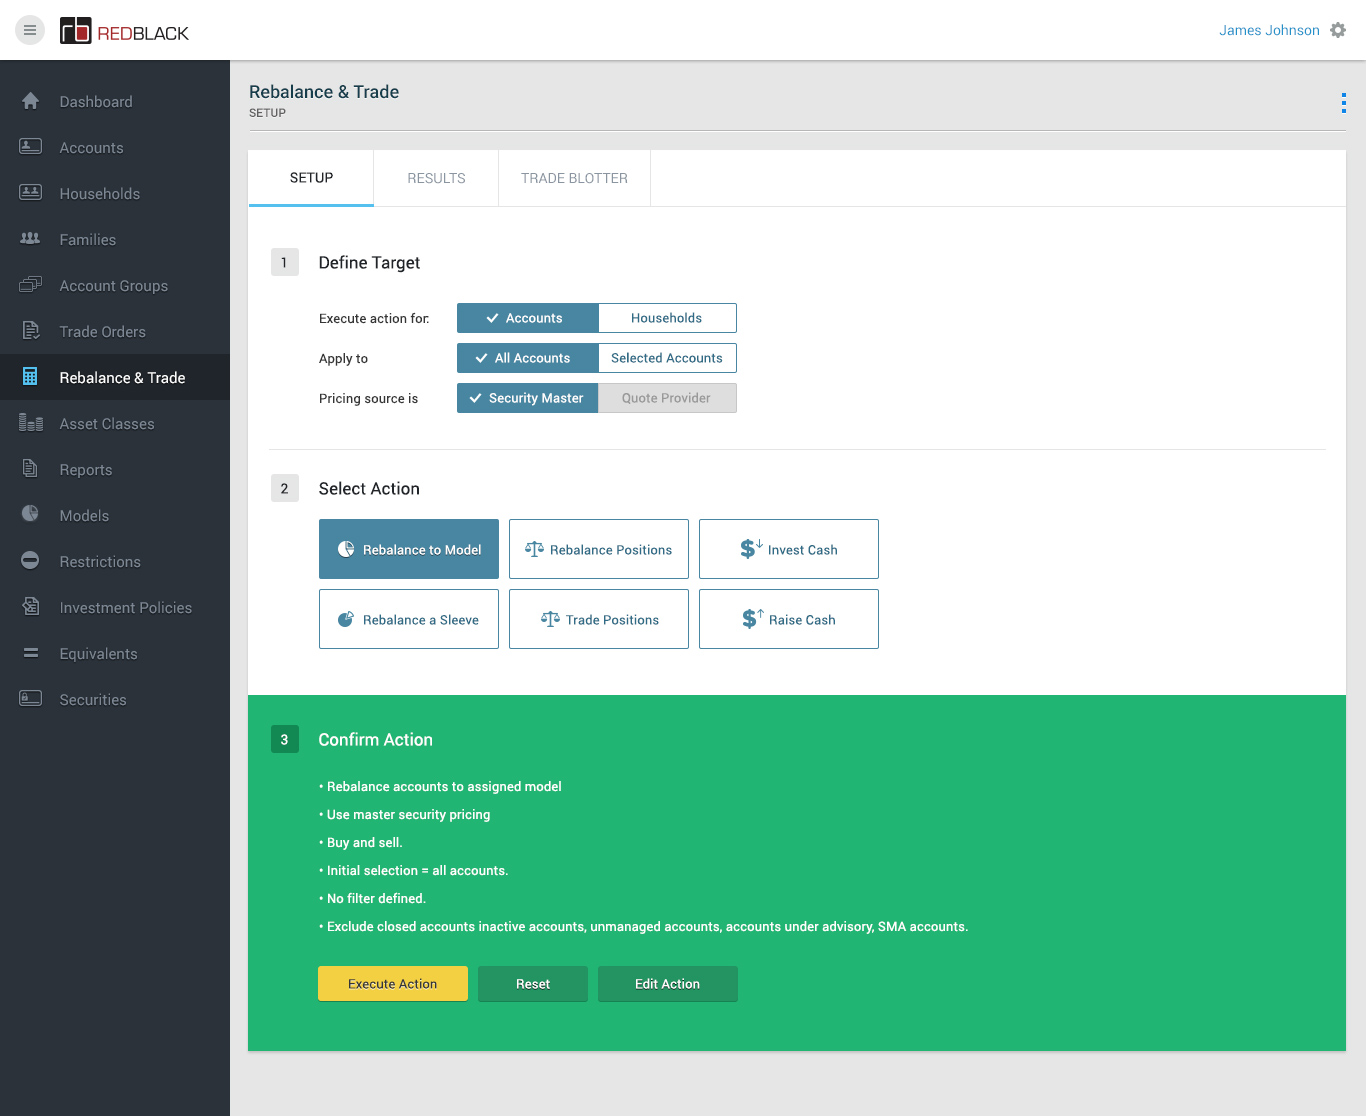 REDBLACK
James Johnson
Dashboard
Accounts
Households
Families
Account Groups
Trade Orders
Rebalance & Trade
Asset Classes
Reports
Models
Restrictions
Investment Policies
Equivalents
Securities
Rebalance & Trade
SETUP
SETUP RESULTS TRADE BLOTTER
1 Define Target
Execute action for: Accounts Households
Apply to All Accounts Selected Accounts
Pricing source is Security Master Quote Provider
2 Select Action
Rebalance to Model Rebalance Positions $ Invest Cash
Rebalance a Sleeve Trade Positions $ Raise Cash
3 Confirm Action
• Rebalance accounts to assigned model
• Use master security pricing
• Buy and sell.
• Initial selection = all accounts.
• No filter defined.
• Exclude closed accounts inactive accounts, unmanaged accounts, accounts under advisory, SMA accounts.
Execute Action Reset Edit Action